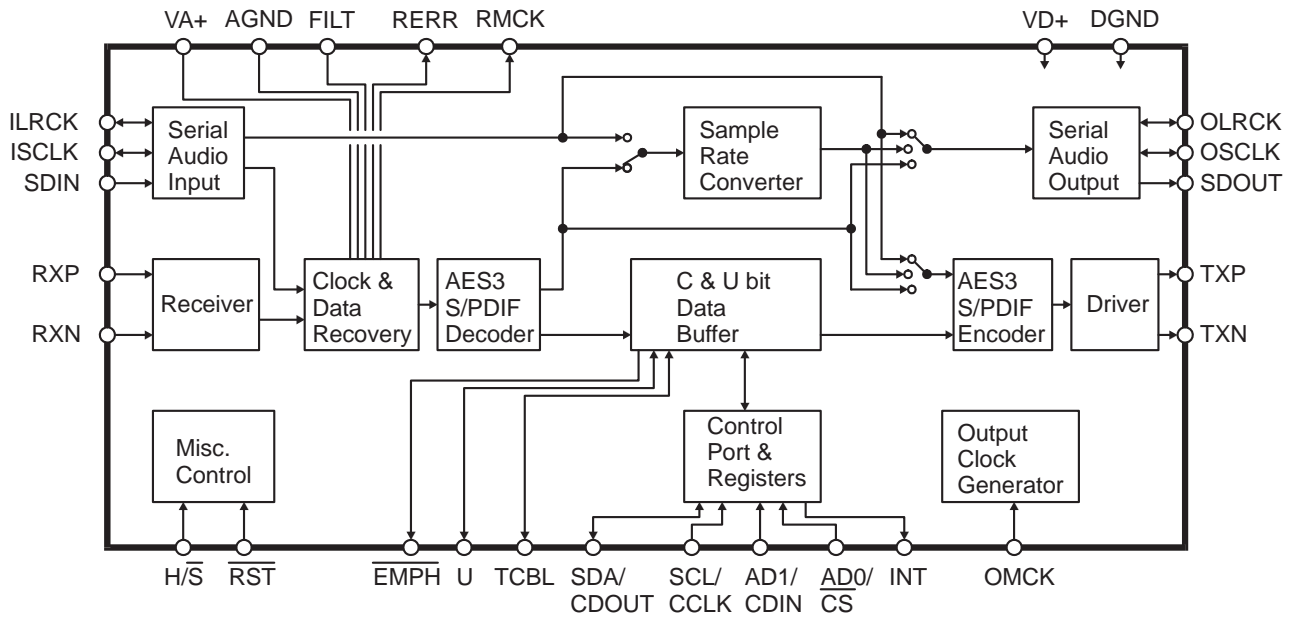 VA+ AGND FILT RERR RMCK VD+ DGND
ILRCK
ISCLK
SDIN
Serial
Audio
Input
Sample
Rate
Converter
Serial
Audio
Output
OLRCK
OSCLK
SDOUT
RXP
RXN
Receiver
Clock &
Data
Recovery
AES3
S/PDIF
Decoder
C & U bit
Data
Buffer
AES3
S/PDIF
Encoder
Driver
TXP
TXN
Misc.
Control
Control
Port &
Registers
Output
Clock
Generator
H/S̅
R̅S̅T̅
E̅M̅P̅H̅
U
TCBL
SDA/
CDOUT
SCL/
CCLK
AD1/
CDIN
AD0/
C̅S̅
INT
OMCK